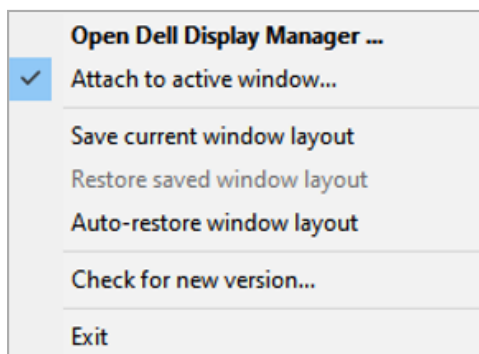 Open Dell Display Manager ...
Attach to active window...
Save current window layout
Restore saved window layout
Auto-restore window layout
Check for new version...
Exit